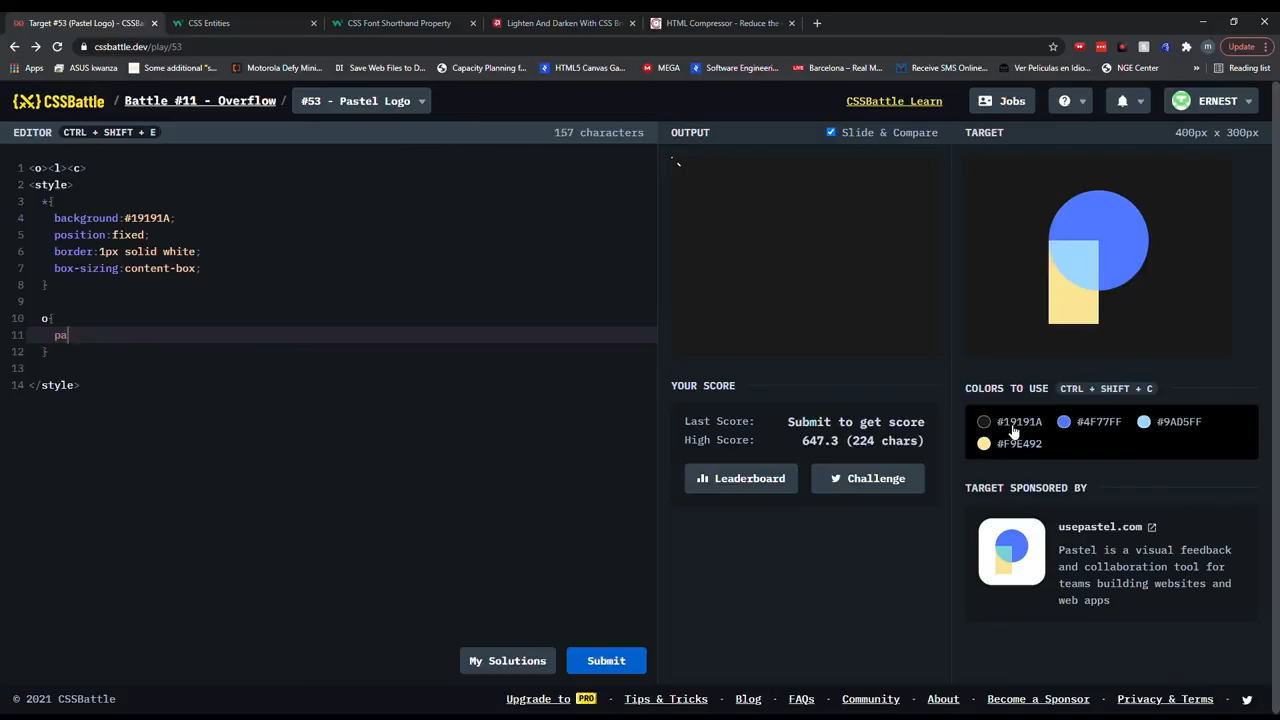 Target #53 (Pastel Logo) - CSSBa
CSS Entities
CSS Font Shorthand Property
Lighten And Darken With CSS Br
HTML Compressor - Reduce the
cssbattle.dev/play/53
m
Update
Apps
ASUS kwanza
Some additional "s...
Motorola Defy Mini...
Save Web Files to D...
Capacity Planning f...
HTML5 Canvas Ga...
MEGA
Software Engineeri...
Barcelona – Real M...
Receive SMS Online...
Ver Peliculas en Idio...
NGE Center
Reading list
CSSBattle / Battle #11 - Overflow / #53 - Pastel Logo
CSSBattle Learn
Jobs
ERNEST
EDITOR CTRL + SHIFT + E 157 characters
OUTPUT Slide & Compare
TARGET 400px x 300px
1 <o><l><c>
2 <style>
3 *{
4 background:#19191A;
5 position:fixed;
6 border:1px solid white;
7 box-sizing:content-box;
8 }
9
10 o{
11 pa
12 }
13
14 </style>
YOUR SCORE
Last Score: Submit to get score
High Score: 647.3 (224 chars)
Leaderboard
Challenge
COLORS TO USE CTRL + SHIFT + C
#19191A #4F77FF #9AD5FF
#F9E492
TARGET SPONSORED BY
usepastel.com
Pastel is a visual feedback
and collaboration tool for
teams building websites and
web apps
My Solutions
Submit
© 2021 CSSBattle
Upgrade to PRO · Tips & Tricks · Blog · FAQs · Community · About · Become a Sponsor · Privacy & Terms ·